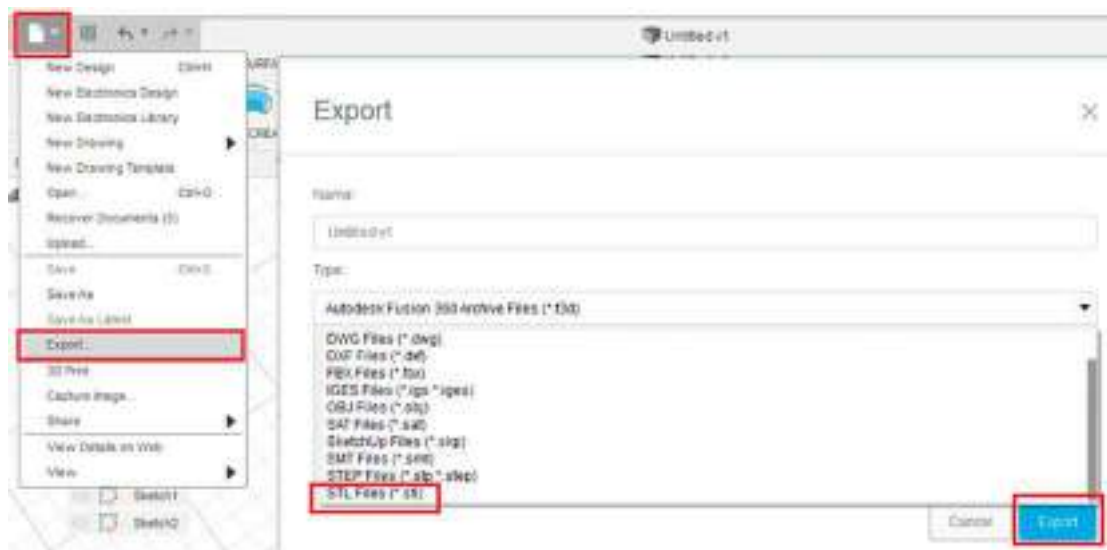 Untitled v1
New Design Ctrl+N
New Electronics Design
New Electronics Library
New Drawing
New Drawing Template
Open... Ctrl+O
Recover Documents (5)
Upload...
Save Ctrl+S
Save As
Save As Latest
Export...
3D Print
Capture Image...
Share
View Details on Web
View
Sketch1
Sketch2
Export
Name:
Untitled v1
Type:
Autodesk Fusion 360 Archive Files (*.f3d)
DWG Files (*.dwg)
DXF Files (*.dxf)
FBX Files (*.fbx)
IGES Files (*.igs *.iges)
OBJ Files (*.obj)
SAT Files (*.sat)
SketchUp Files (*.skp)
SMT Files (*.smt)
STEP Files (*.stp *.step)
STL Files (*.stl)
Cancel
Export